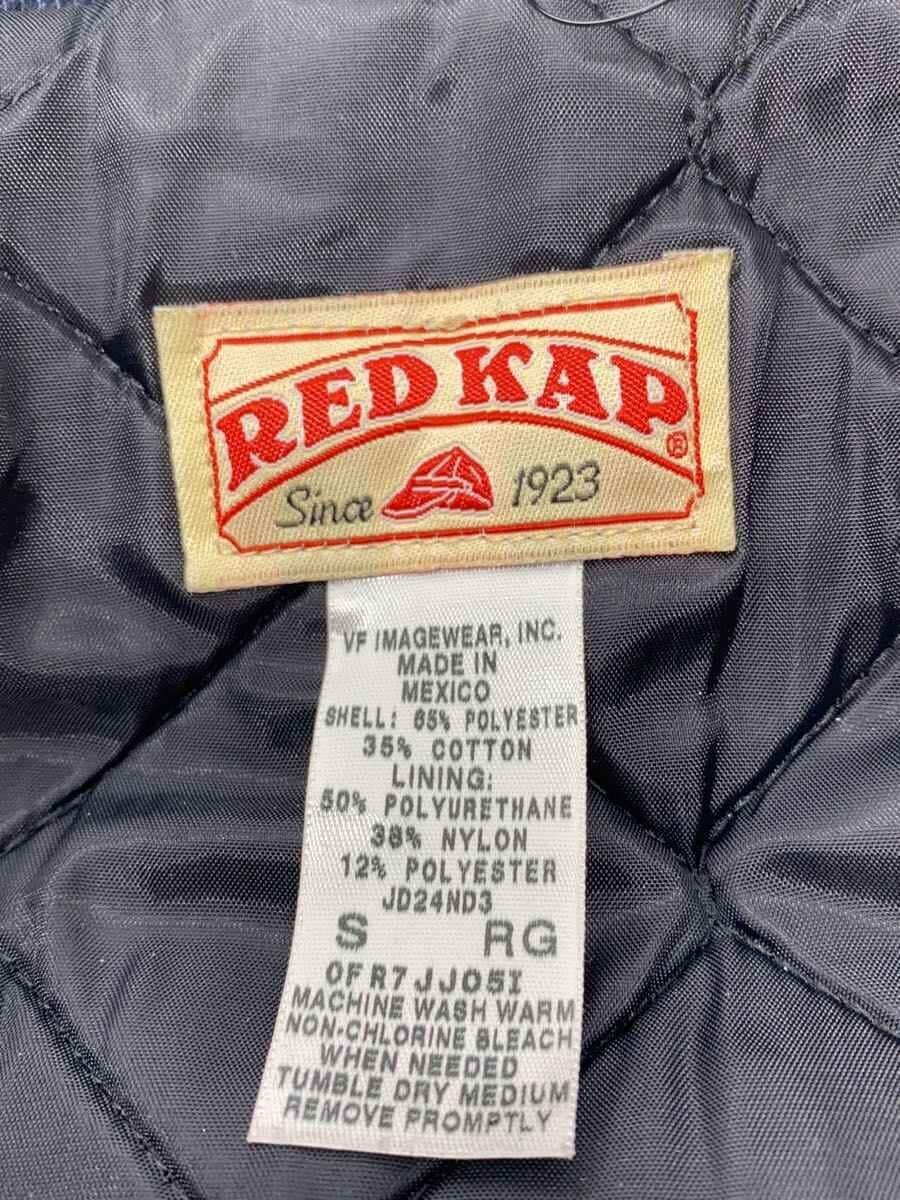 RED KAP®
Since 1923
VF IMAGEWEAR, INC.
MADE IN
MEXICO
SHELL: 65% POLYESTER
35% COTTON
LINING:
50% POLYURETHANE
38% NYLON
12% POLYESTER
JD24ND3
S RG
OF R7 JJ05I
MACHINE WASH WARM
NON-CHLORINE BLEACH
WHEN NEEDED
TUMBLE DRY MEDIUM
REMOVE PROMPTLY